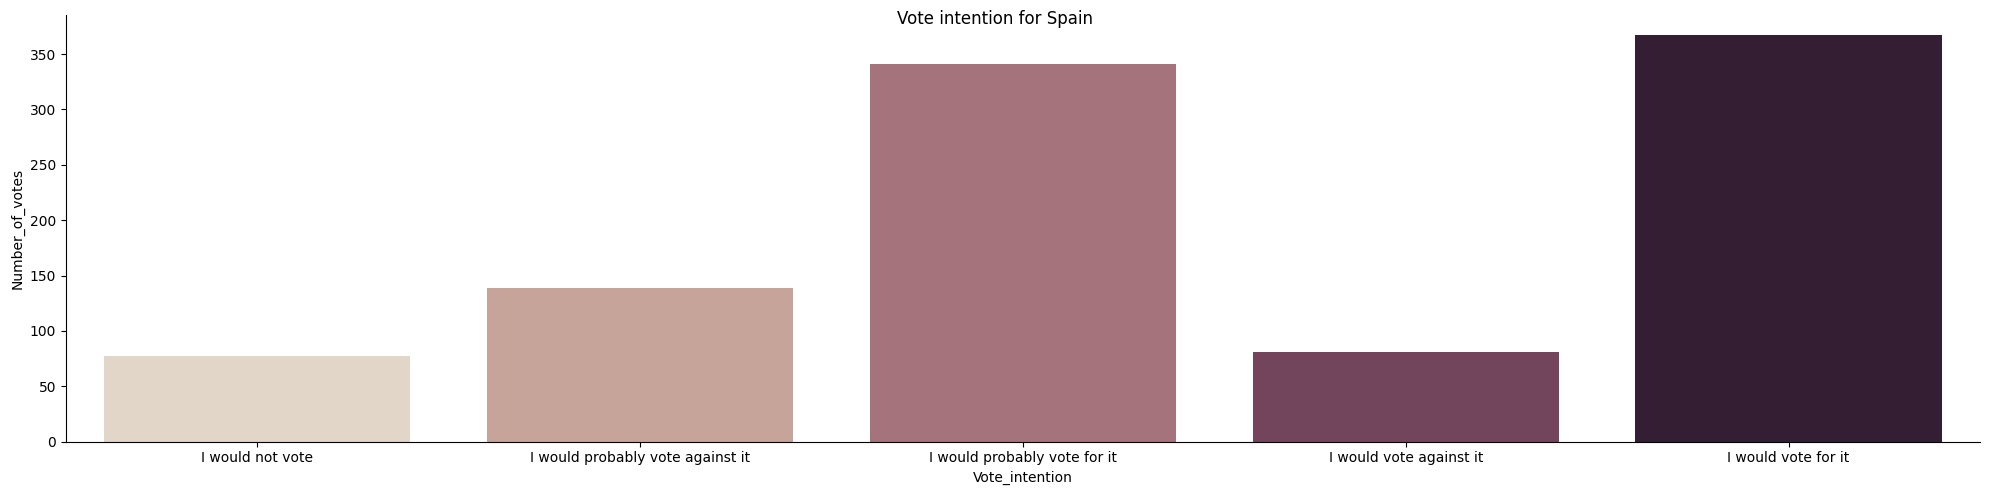 Vote intention for Spain
Number_of_votes
350
300
250
200
150
100
50
0
I would not vote
I would probably vote against it
I would probably vote for it
I would vote against it
I would vote for it
Vote_intention